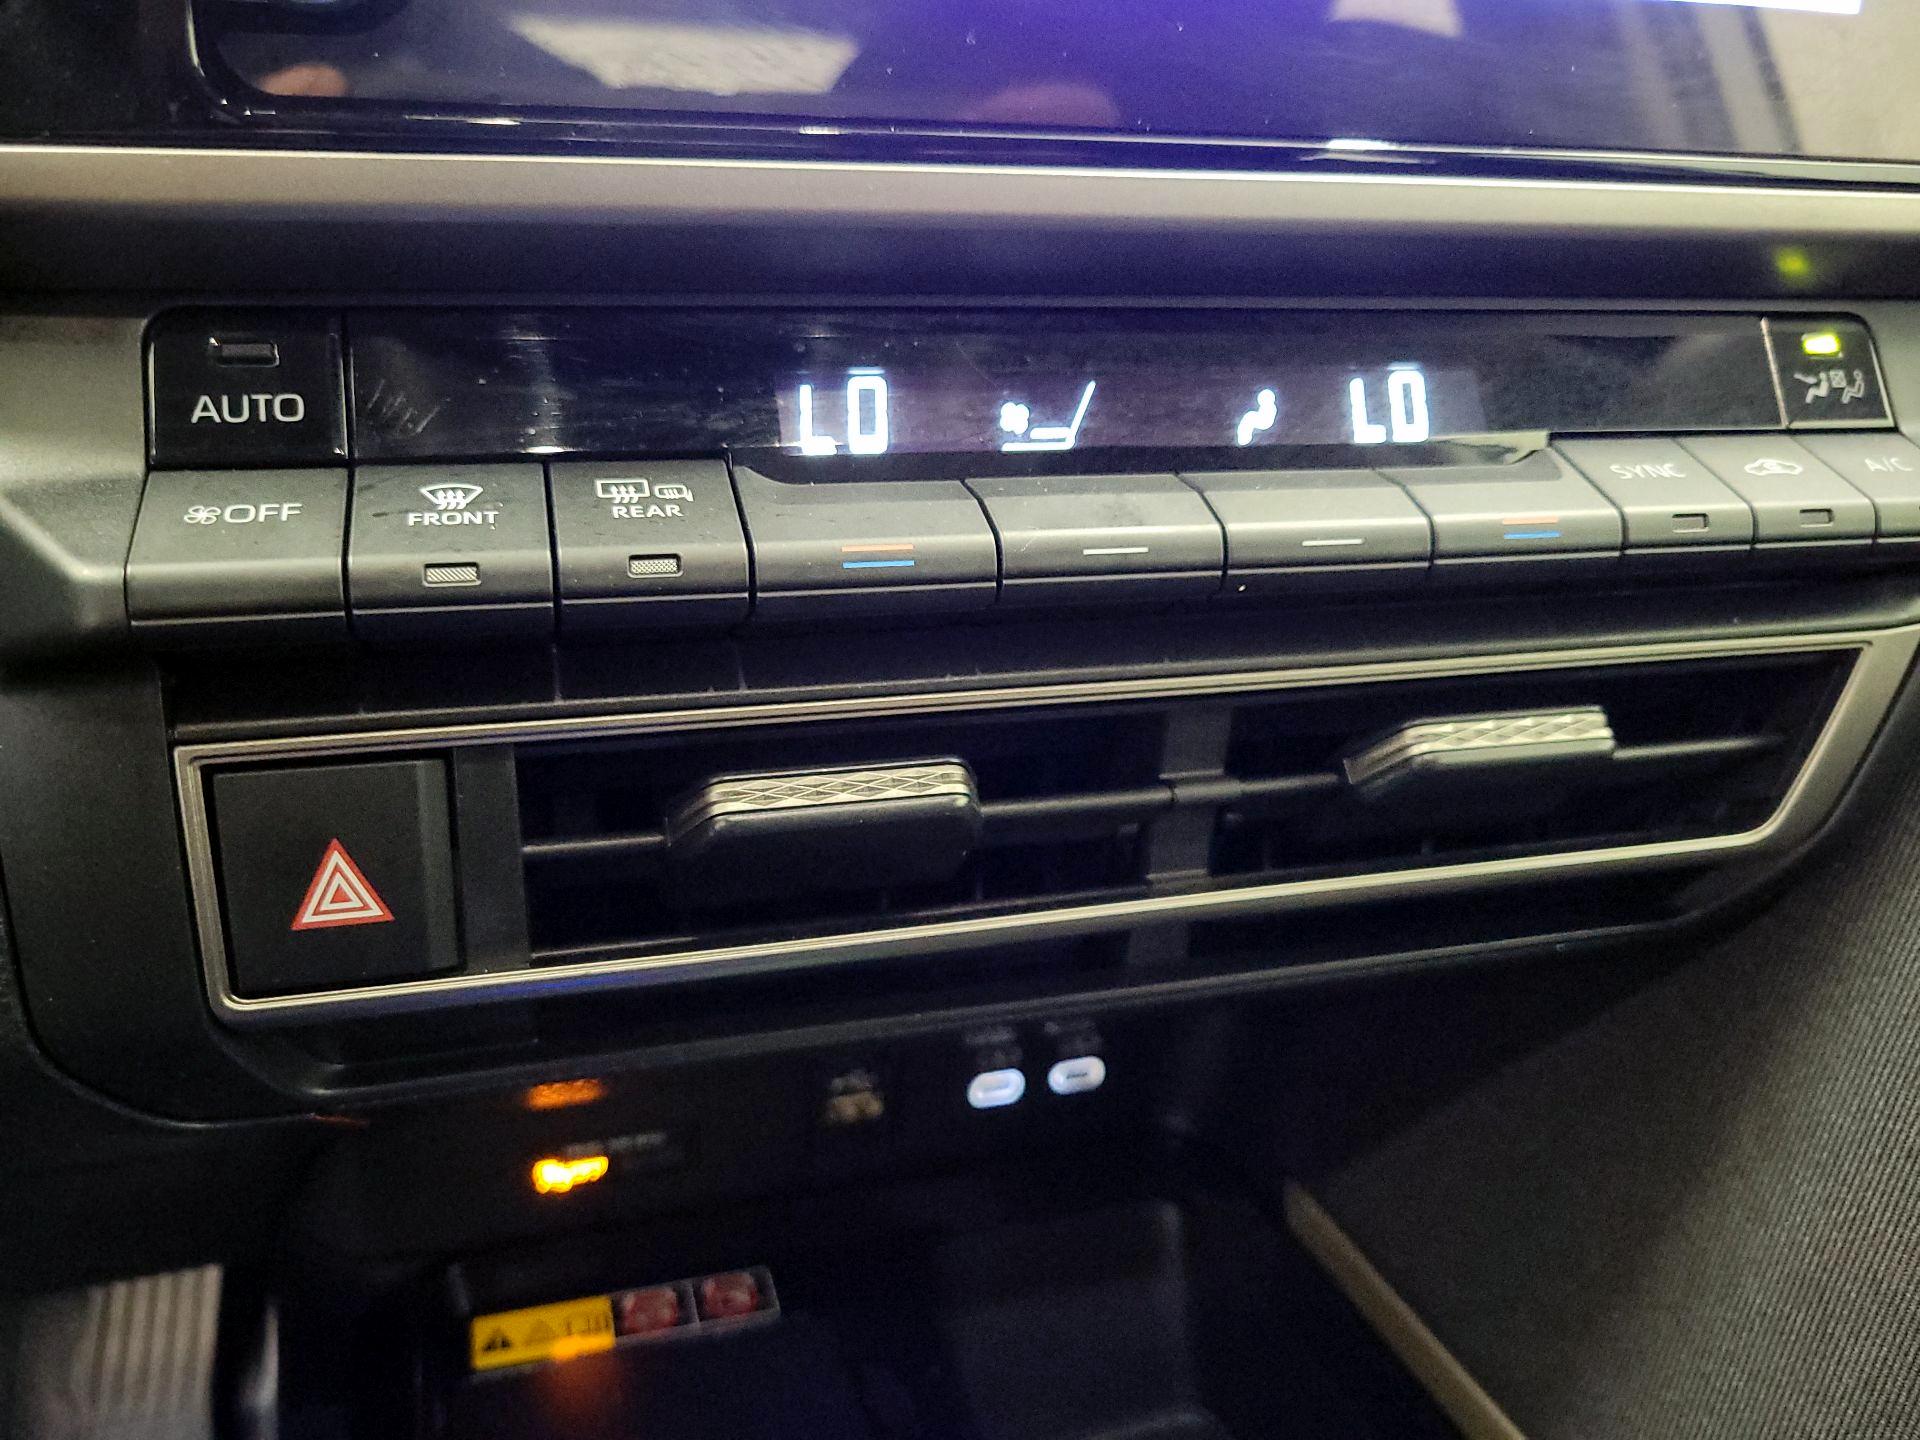 AUTO
LO LO
OFF
FRONT
REAR
SYNC
A/C